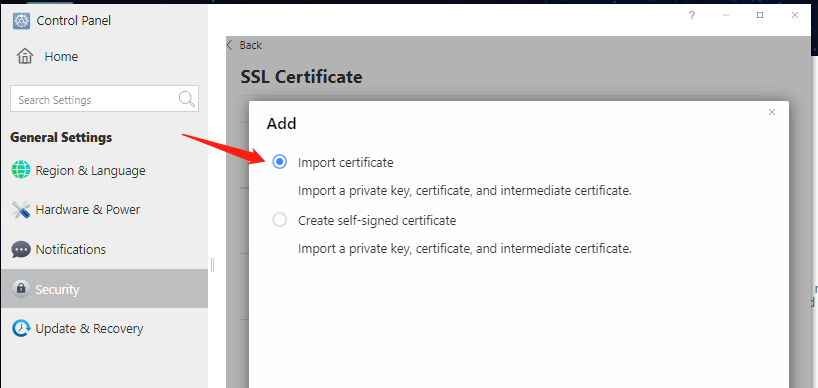 Control Panel
?
Home
Back
SSL Certificate
Search Settings
Add
General Settings
Import certificate
Region & Language
Import a private key, certificate, and intermediate certificate.
Hardware & Power
Create self-signed certificate
Notifications
Import a private key, certificate, and intermediate certificate.
Security
Update & Recovery